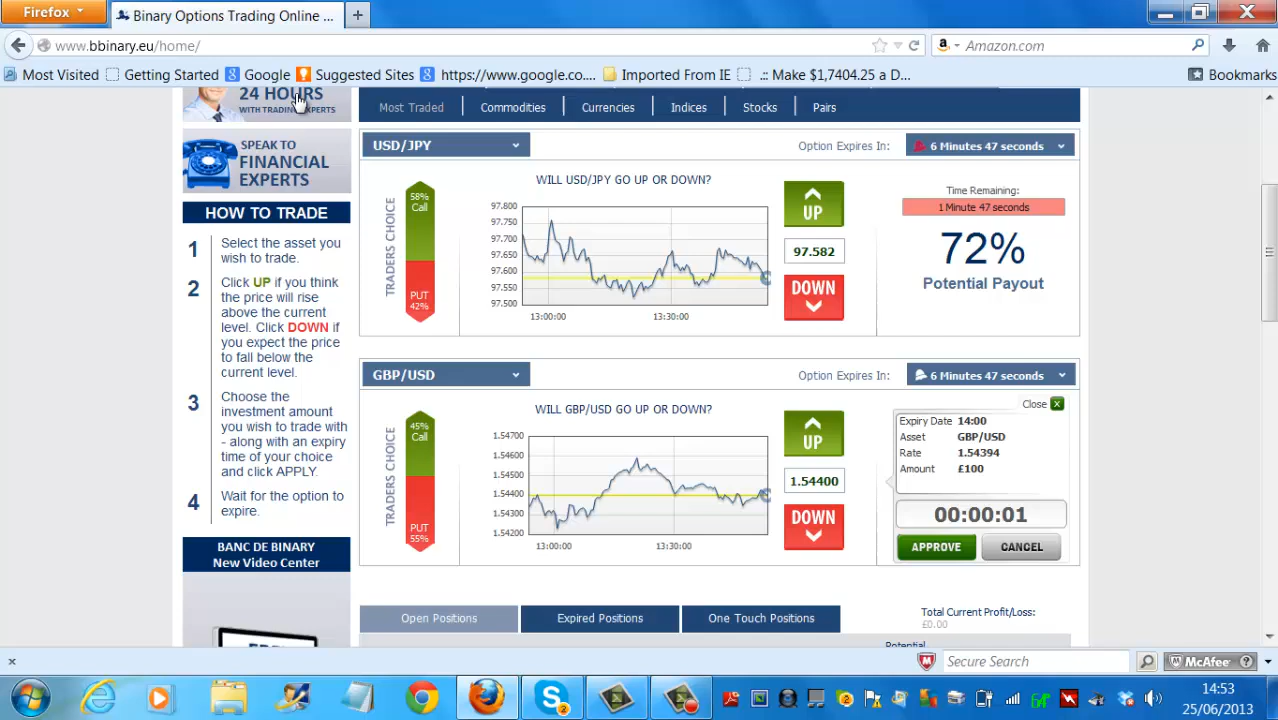 Firefox
Binary Options Trading Online ...
www.bbinary.eu/home/
Amazon.com
Most Visited
Getting Started
Google
Suggested Sites
https://www.google.co....
Imported From IE
.:: Make $1,7404.25 a D...
Bookmarks
24 HOURS
WITH TRADING EXPERTS
Most Traded
Commodities
Currencies
Indices
Stocks
Pairs
SPEAK TO
FINANCIAL
EXPERTS
HOW TO TRADE
1 Select the asset you
wish to trade.
2 Click UP if you think
the price will rise
above the current
level. Click DOWN if
you expect the price
to fall below the
current level.
3 Choose the
investment amount
you wish to trade with
- along with an expiry
time of your choice
and click APPLY.
4 Wait for the option to
expire.
BANC DE BINARY
New Video Center
USD/JPY
Option Expires In:
6 Minutes 47 seconds
WILL USD/JPY GO UP OR DOWN?
TRADERS CHOICE
58%
Call
PUT
42%
97.800
97.750
97.700
97.650
97.600
97.550
97.500
13:00:00
13:30:00
UP
97.582
DOWN
Time Remaining:
1 Minute 47 seconds
72%
Potential Payout
GBP/USD
Option Expires In:
6 Minutes 47 seconds
WILL GBP/USD GO UP OR DOWN?
TRADERS CHOICE
45%
Call
PUT
55%
1.54700
1.54600
1.54500
1.54400
1.54300
1.54200
13:00:00
13:30:00
UP
1.54400
DOWN
Close X
Expiry Date 14:00
Asset GBP/USD
Rate 1.54394
Amount £100
00:00:01
APPROVE
CANCEL
Open Positions
Expired Positions
One Touch Positions
Total Current Profit/Loss:
£0.00
Potential
Secure Search
McAfee
14:53
25/06/2013